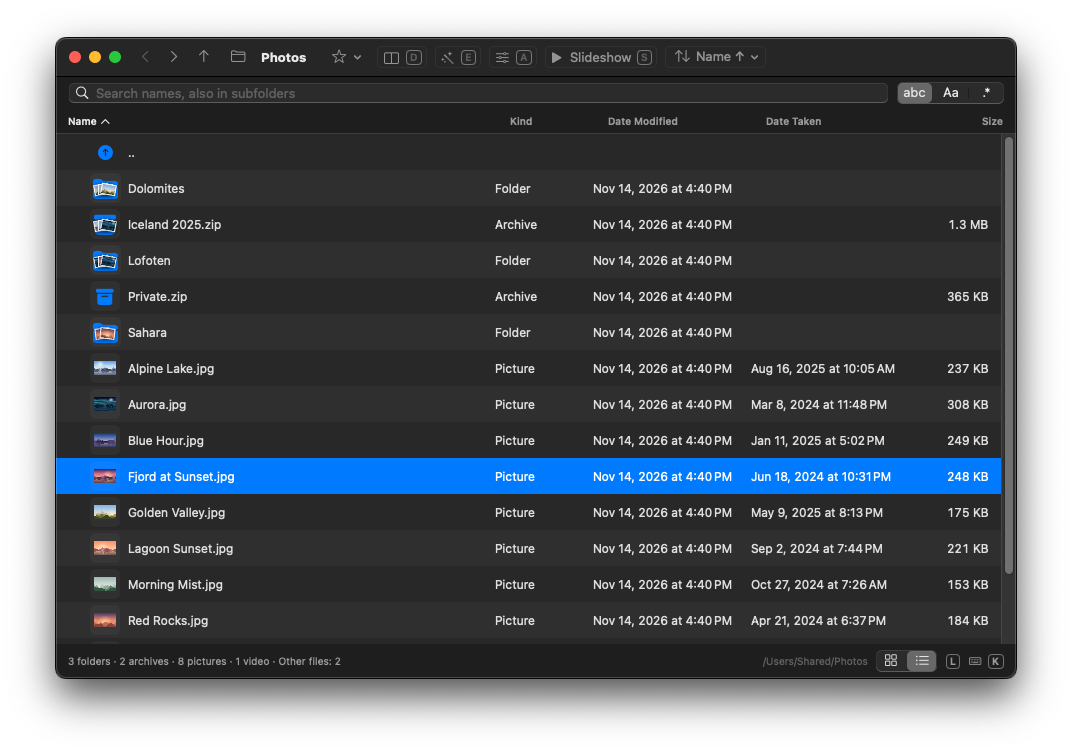 Photos D E A Slideshow S Name
Search names, also in subfolders abc Aa .*
Name Kind Date Modified Date Taken Size
..
Dolomites Folder Nov 14, 2026 at 4:40 PM
Iceland 2025.zip Archive Nov 14, 2026 at 4:40 PM 1.3 MB
Lofoten Folder Nov 14, 2026 at 4:40 PM
Private.zip Archive Nov 14, 2026 at 4:40 PM 365 KB
Sahara Folder Nov 14, 2026 at 4:40 PM
Alpine Lake.jpg Picture Nov 14, 2026 at 4:40 PM Aug 16, 2025 at 10:05 AM 237 KB
Aurora.jpg Picture Nov 14, 2026 at 4:40 PM Mar 8, 2024 at 11:48 PM 308 KB
Blue Hour.jpg Picture Nov 14, 2026 at 4:40 PM Jan 11, 2025 at 5:02 PM 249 KB
Fjord at Sunset.jpg Picture Nov 14, 2026 at 4:40 PM Jun 18, 2024 at 10:31 PM 248 KB
Golden Valley.jpg Picture Nov 14, 2026 at 4:40 PM May 9, 2025 at 8:13 PM 175 KB
Lagoon Sunset.jpg Picture Nov 14, 2026 at 4:40 PM Sep 2, 2024 at 7:44 PM 221 KB
Morning Mist.jpg Picture Nov 14, 2026 at 4:40 PM Oct 27, 2024 at 7:26 AM 153 KB
Red Rocks.jpg Picture Nov 14, 2026 at 4:40 PM Apr 21, 2024 at 6:37 PM 184 KB
3 folders · 2 archives · 8 pictures · 1 video · Other files: 2 /Users/Shared/Photos L K